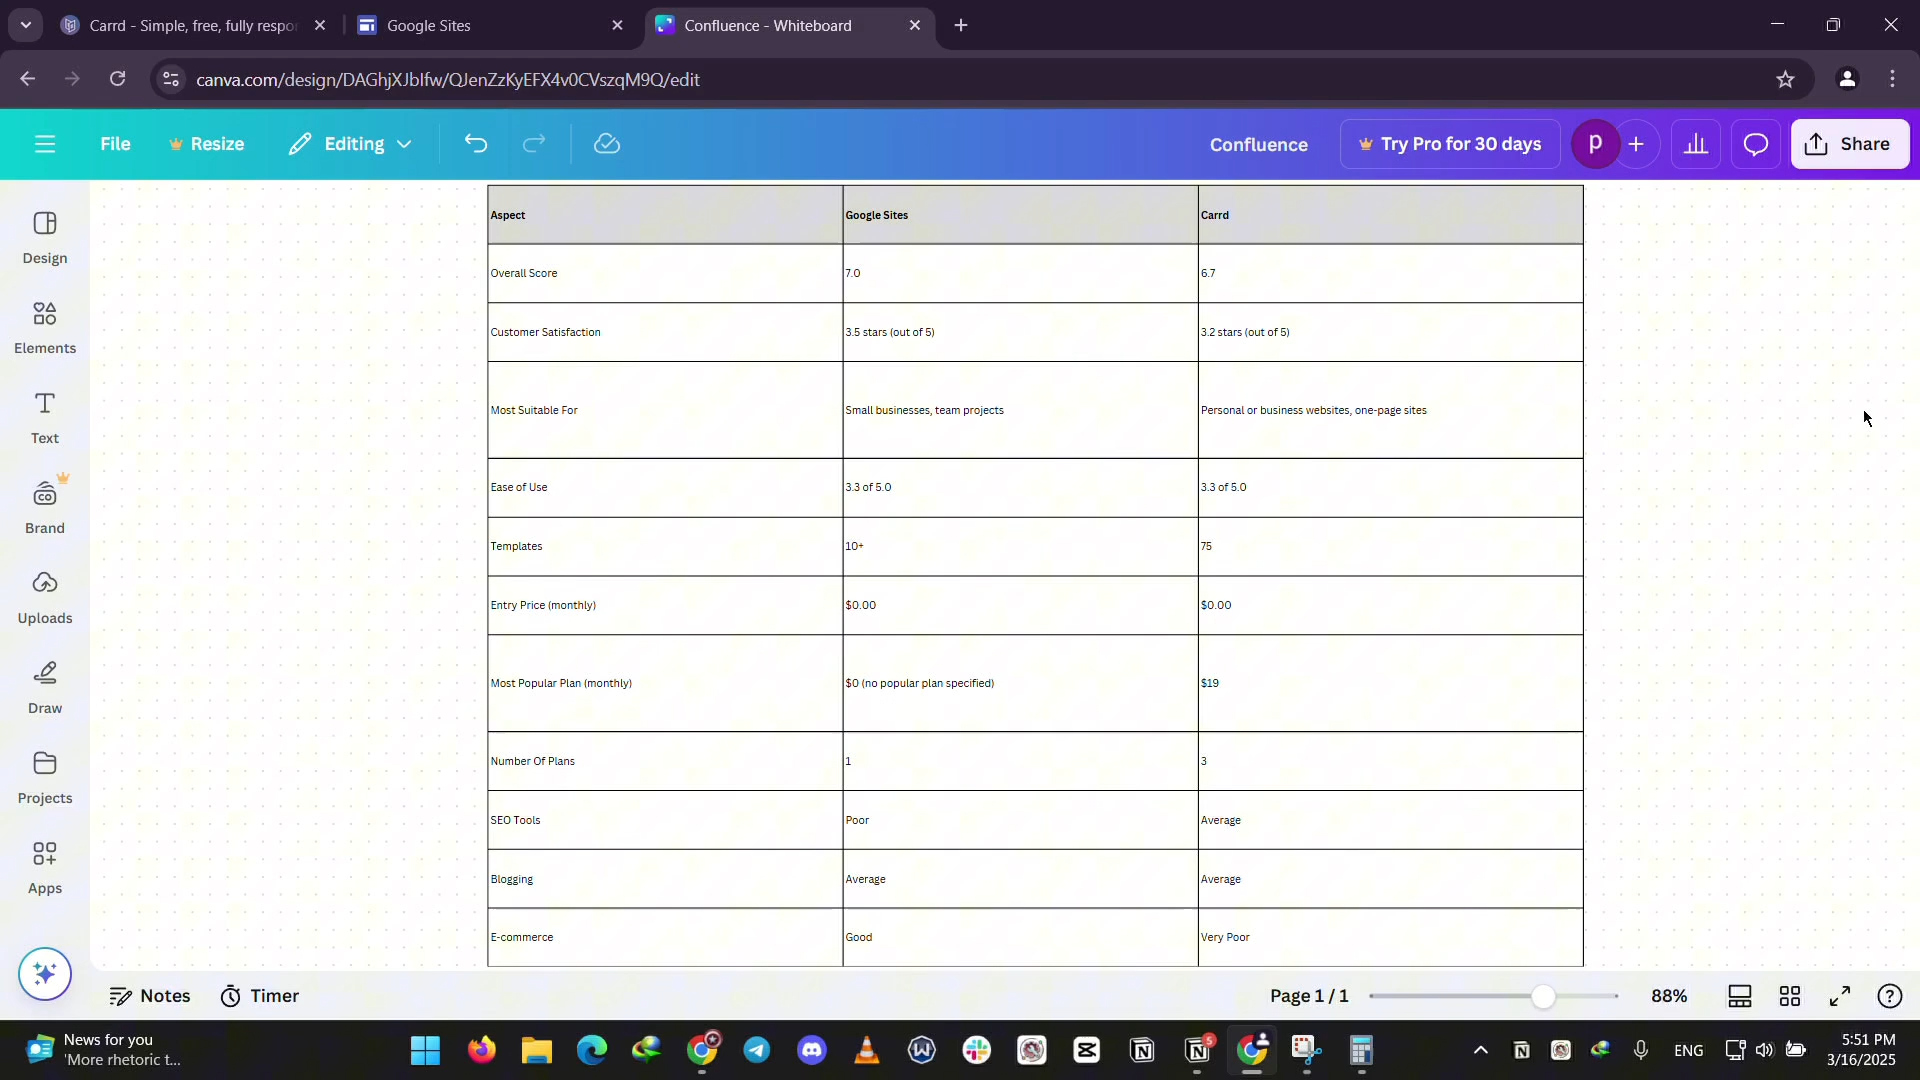 Carrd - Simple, free, fully respo
Google Sites
Confluence - Whiteboard
canva.com/design/DAGhjXJbIfw/QJenZzKyEFX4v0CVszqM9Q/edit
File
Resize
Editing
Confluence
Try Pro for 30 days
p
Share
Design
Elements
Text
CO
Brand
Uploads
Draw
Projects
Apps
Aspect Google Sites Carrd
Overall Score 7.0 6.7
Customer Satisfaction 3.5 stars (out of 5) 3.2 stars (out of 5)
Most Suitable For Small businesses, team projects Personal or business websites, one-page sites
Ease of Use 3.3 of 5.0 3.3 of 5.0
Templates 10+ 75
Entry Price (monthly) $0.00 $0.00
Most Popular Plan (monthly) $0 (no popular plan specified) $19
Number Of Plans 1 3
SEO Tools Poor Average
Blogging Average Average
E-commerce Good Very Poor
Notes
Timer
Page 1 / 1
88%
News for you
'More rhetoric t...
5
ENG
5:51 PM
3/16/2025